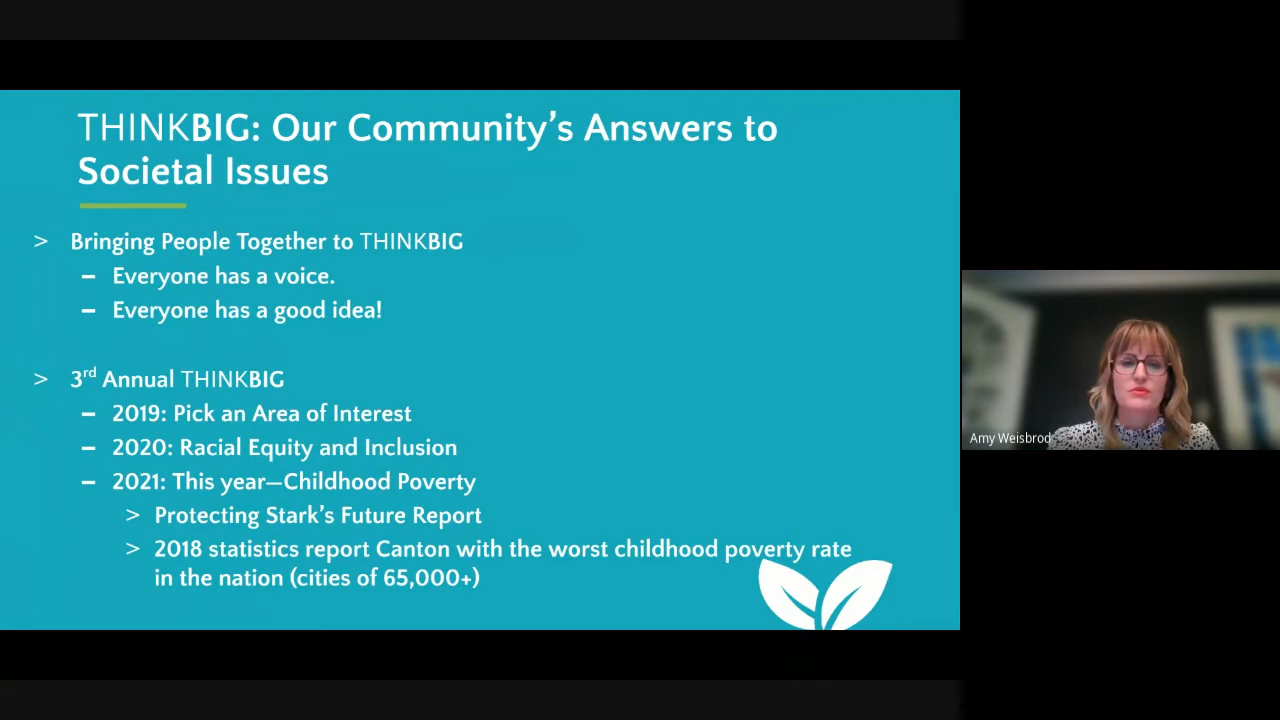 THINKBIG: Our Community's Answers to
Societal Issues
> Bringing People Together to THINKBIG
– Everyone has a voice.
– Everyone has a good idea!
> 3rd Annual THINKBIG
– 2019: Pick an Area of Interest
– 2020: Racial Equity and Inclusion
– 2021: This year—Childhood Poverty
> Protecting Stark's Future Report
> 2018 statistics report Canton with the worst childhood poverty rate
in the nation (cities of 65,000+)
Amy Weisbrod